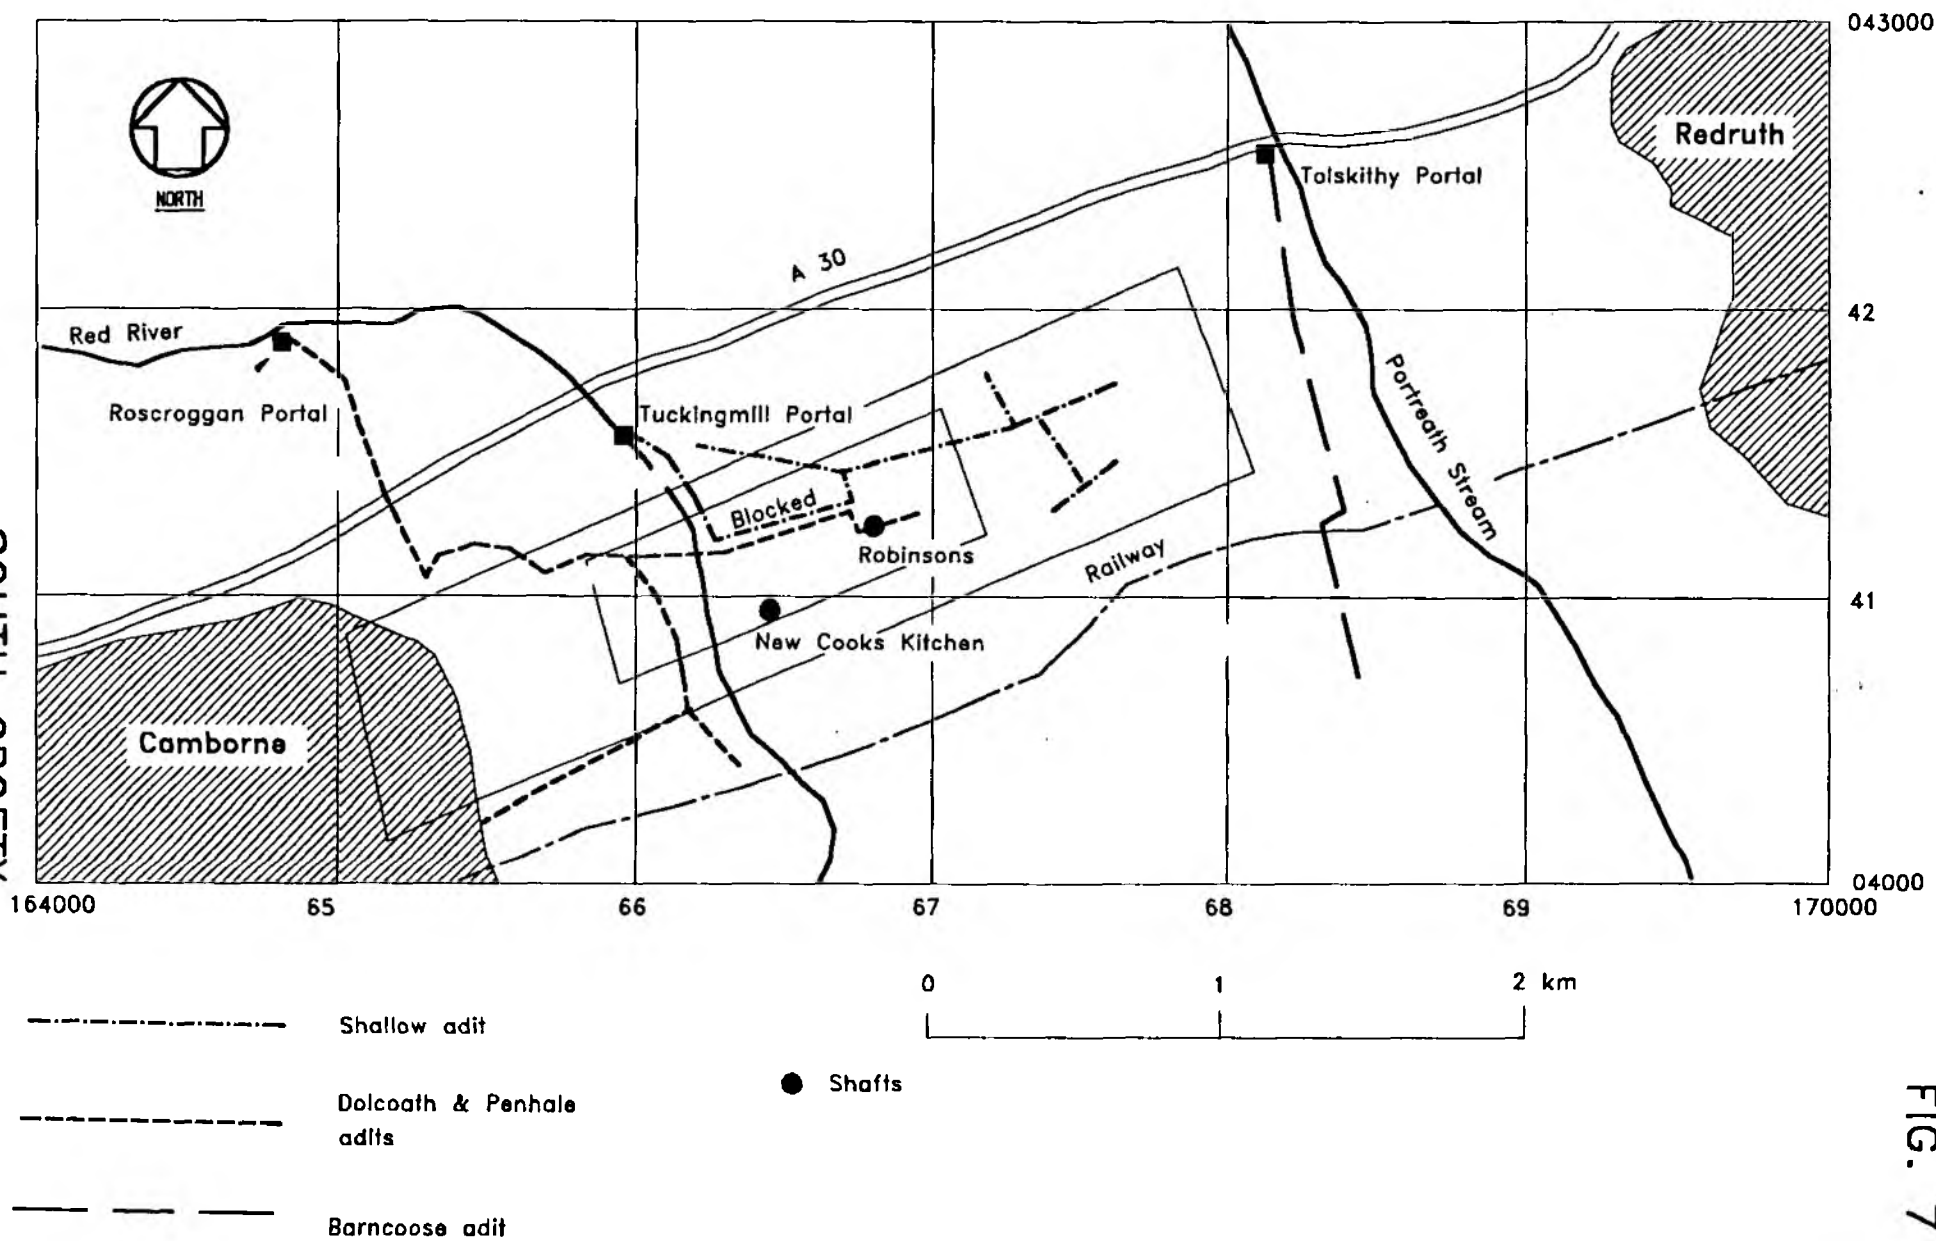 043000
Redruth
NORTH
Tolskithy Portal
A 30
42
Red River
Roscroggan Portal
Tuckingmill Portal
Portreath Stream
Blocked
Robinsons
Railway
41
New Cooks Kitchen
Camborne
04000
164000 65 66 67 68 69 170000
0 1 2 km
Shallow adit
Shafts
Dolcoath & Penhale
adits
Barncoose adit
FIG. 7